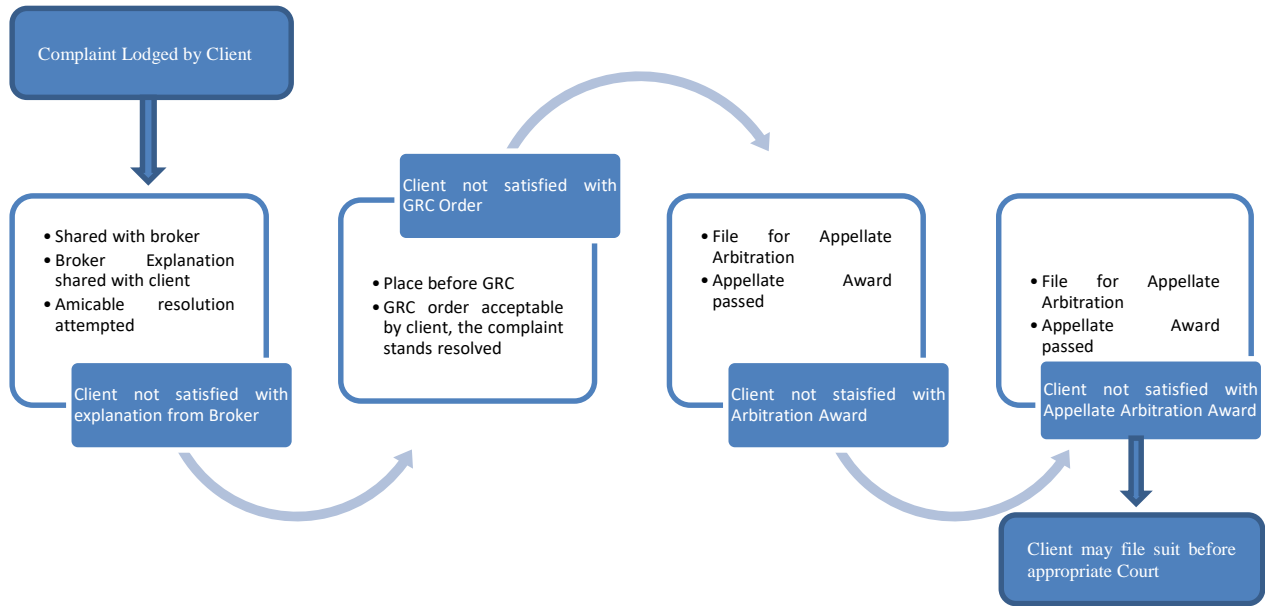 Complaint Lodged by Client
• Shared with broker
• Broker Explanation
shared with client
• Amicable resolution
attempted
Client not satisfied with
explanation from Broker
Client not satisfied with
GRC Order
• Place before GRC
• GRC order acceptable
by client, the complaint
stands resolved
• File for Appellate
Arbitration
• Appellate Award
passed
Client not staisfied with
Arbitration Award
• File for Appellate
Arbitration
• Appellate Award
passed
Client not satisfied with
Appellate Arbitration Award
Client may file suit before
appropriate Court